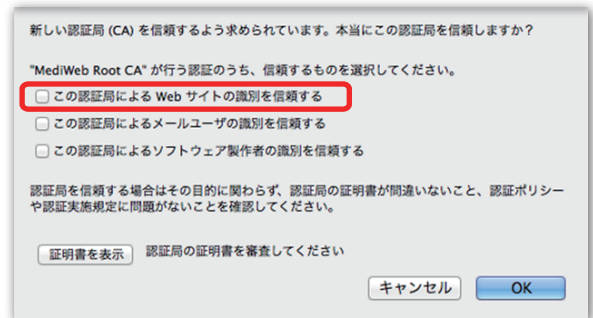 新しい認証局 (CA) を信頼するよう求められています。本当にこの認証局を信頼しますか？
"MediWeb Root CA" が行う認証のうち、信頼するものを選択してください。
この認証局による Web サイトの識別を信頼する
この認証局によるメールユーザの識別を信頼する
この認証局によるソフトウェア製作者の識別を信頼する
認証局を信頼する場合はその目的に関わらず、認証局の証明書が間違いないこと、認証ポリシー
や認証実施規定に問題がないことを確認してください。
証明書を表示 認証局の証明書を審査してください
キャンセル OK